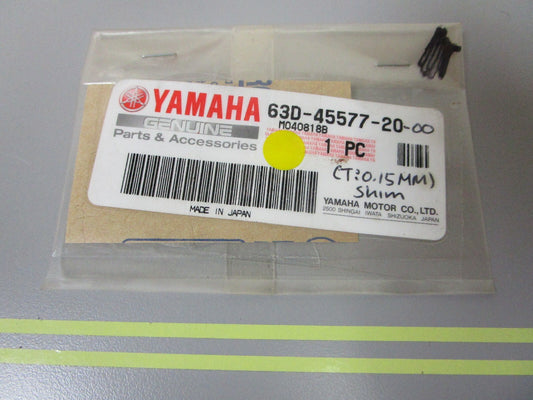 YAMAHA 63D-45577-20-00
GENUINE M040818B
Parts & Accessories 1 PC
(T:0.15MM)
Shim
MADE IN JAPAN
YAMAHA MOTOR CO., LTD.
2500 SHINGAI IWATA SHIZUOKA JAPAN